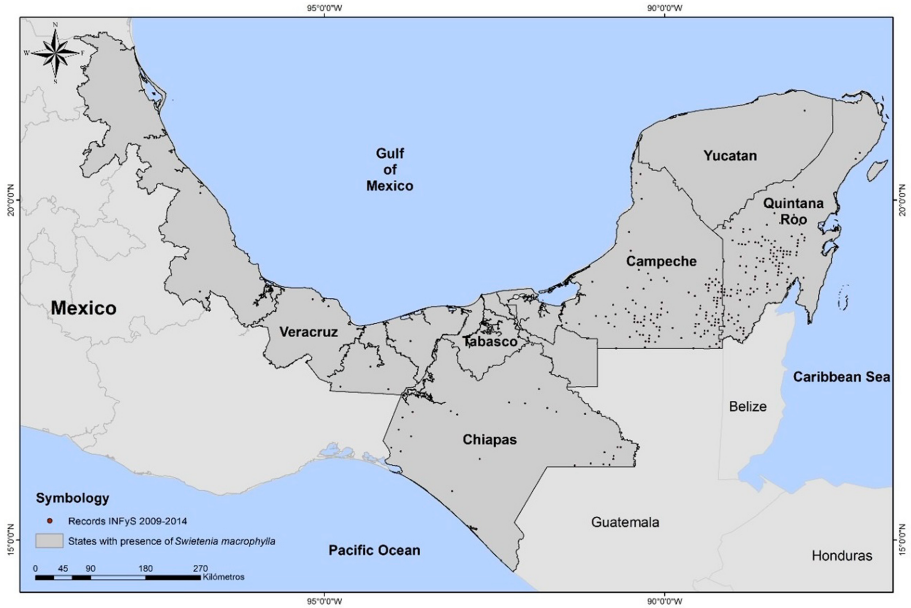 95°0'0"W 90°0'0"W
N
W E
S
Gulf
of
Mexico
Yucatan
Quintana
Roo
Campeche
20°0'0"N 20°0'0"N
Mexico
Veracruz
Tabasco
Caribbean Sea
Belize
Chiapas
Symbology
Records INFyS 2009-2014
States with presence of Swietenia macrophylla
0 45 90 180 270
Kilómetros
Guatemala
Pacific Ocean
Honduras
15°0'0"N 15°0'0"N
95°0'0"W 90°0'0"W